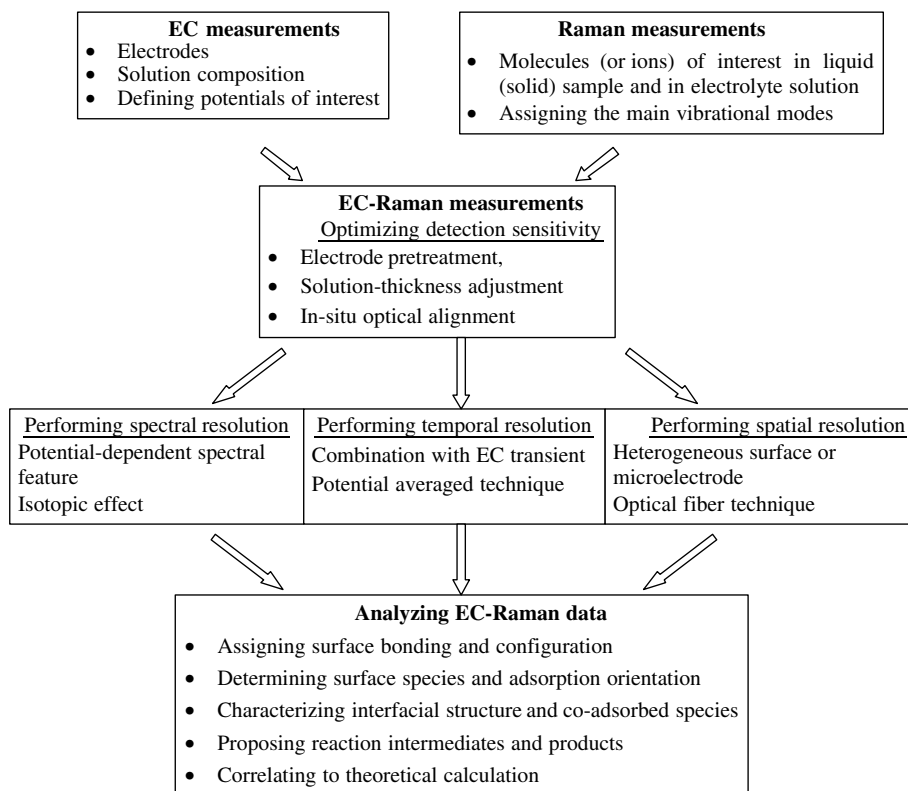 EC measurements
• Electrodes
• Solution composition
• Defining potentials of interest
Raman measurements
• Molecules (or ions) of interest in liquid
(solid) sample and in electrolyte solution
• Assigning the main vibrational modes
EC-Raman measurements
Optimizing detection sensitivity
• Electrode pretreatment,
• Solution-thickness adjustment
• In-situ optical alignment
Performing spectral resolution
Potential-dependent spectral
feature
Isotopic effect
Performing temporal resolution
Combination with EC transient
Potential averaged technique
Performing spatial resolution
Heterogeneous surface or
microelectrode
Optical fiber technique
Analyzing EC-Raman data
• Assigning surface bonding and configuration
• Determining surface species and adsorption orientation
• Characterizing interfacial structure and co-adsorbed species
• Proposing reaction intermediates and products
• Correlating to theoretical calculation